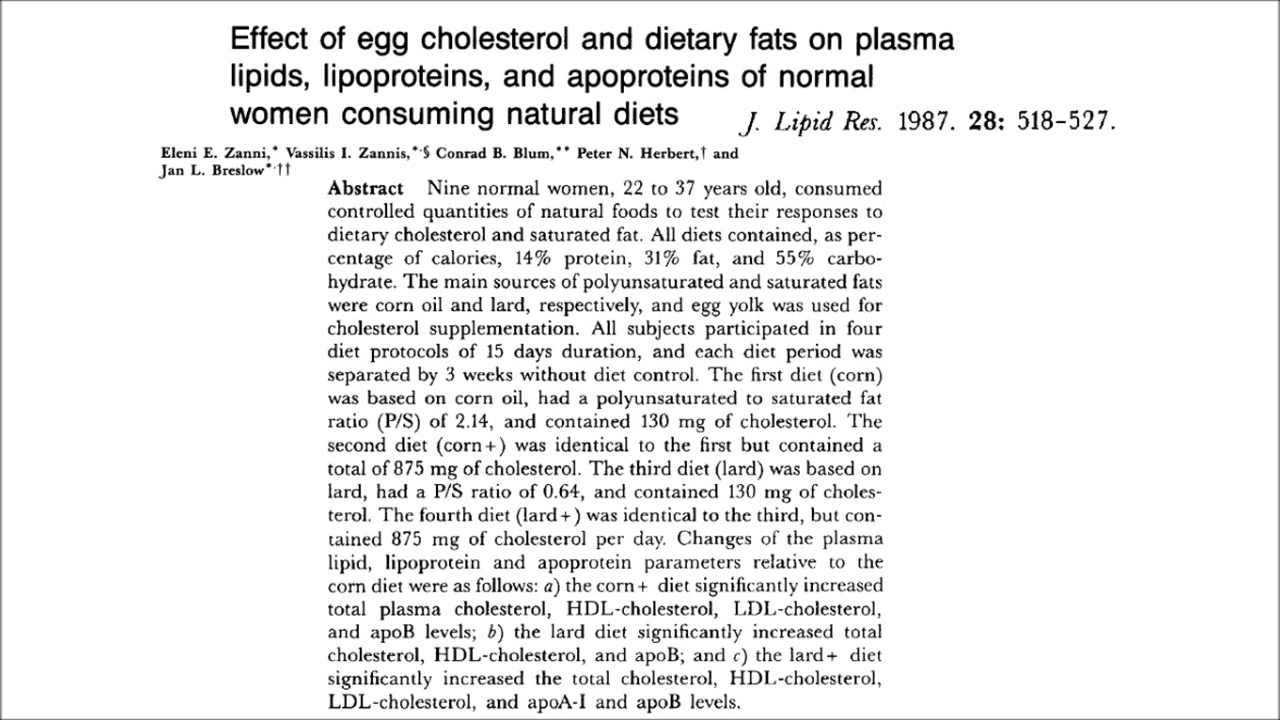 Effect of egg cholesterol and dietary fats on plasma
lipids, lipoproteins, and apoproteins of normal
women consuming natural diets
J. Lipid Res. 1987. 28: 518-527.
Eleni E. Zanni,* Vassilis I. Zannis,*·§ Conrad B. Blum,** Peter N. Herbert,† and
Jan L. Breslow*·††
Abstract Nine normal women, 22 to 37 years old, consumed
controlled quantities of natural foods to test their responses to
dietary cholesterol and saturated fat. All diets contained, as per-
centage of calories, 14% protein, 31% fat, and 55% carbo-
hydrate. The main sources of polyunsaturated and saturated fats
were corn oil and lard, respectively, and egg yolk was used for
cholesterol supplementation. All subjects participated in four
diet protocols of 15 days duration, and each diet period was
separated by 3 weeks without diet control. The first diet (corn)
was based on corn oil, had a polyunsaturated to saturated fat
ratio (P/S) of 2.14, and contained 130 mg of cholesterol. The
second diet (corn+) was identical to the first but contained a
total of 875 mg of cholesterol. The third diet (lard) was based on
lard, had a P/S ratio of 0.64, and contained 130 mg of choles-
terol. The fourth diet (lard+) was identical to the third, but con-
tained 875 mg of cholesterol per day. Changes of the plasma
lipid, lipoprotein and apoprotein parameters relative to the
corn diet were as follows: a) the corn+ diet significantly increased
total plasma cholesterol, HDL-cholesterol, LDL-cholesterol,
and apoB levels; b) the lard diet significantly increased total
cholesterol, HDL-cholesterol, and apoB; and c) the lard+ diet
significantly increased the total cholesterol, HDL-cholesterol,
LDL-cholesterol, and apoA-I and apoB levels.